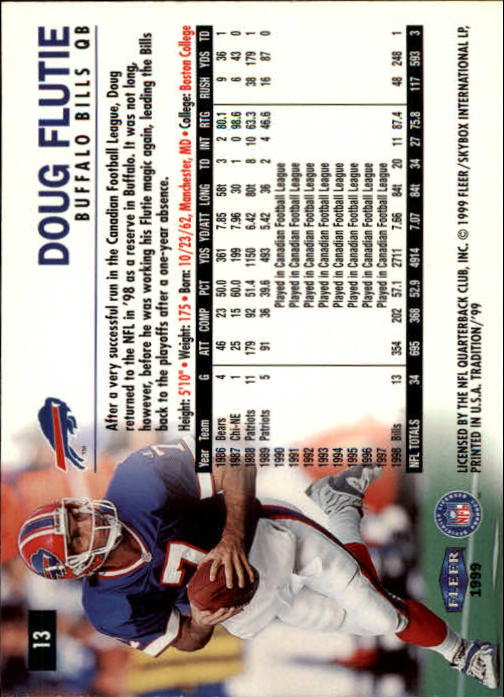 13
DOUG FLUTIE
BUFFALO BILLS QB
After a very successful run in the Canadian Football League, Doug
returned to the NFL in '98 as a reserve in Buffalo. It was not long,
however, before he was working his Flutie magic again, leading the Bills
back to the playoffs after a one-year absence.
Height: 5'10" • Weight: 175 • Born: 10/23/62, Manchester, MD • College: Boston College
Year Team G ATT COMP PCT YDS YD/ATT LONG TD INT RTG RUSH YDS TD
1986 Bears 4 46 23 50.0 361 7.85 58t 3 2 80.1 9 36 1
1987 Chi-NE 1 25 15 60.0 199 7.96 30 1 0 98.6 6 43 0
1988 Patriots 11 179 92 51.4 1150 6.42 80t 8 10 63.3 38 179 1
1989 Patriots 5 91 36 39.6 493 5.42 36 2 4 46.6 16 87 0
1990 Played in Canadian Football League
1991 Played in Canadian Football League
1992 Played in Canadian Football League
1993 Played in Canadian Football League
1994 Played in Canadian Football League
1995 Played in Canadian Football League
1996 Played in Canadian Football League
1997 Played in Canadian Football League
1998 Bills 13 354 202 57.1 2711 7.66 84t 20 11 87.4 48 248 1
NFL TOTALS 34 695 368 52.9 4914 7.07 84t 34 27 75.8 117 593 3
LICENSED BY THE NFL QUARTERBACK CLUB, INC. © 1999 FLEER/SKYBOX INTERNATIONAL LP,
PRINTED IN U.S.A. TRADITION/'99
NFL
FLEER
1999
7